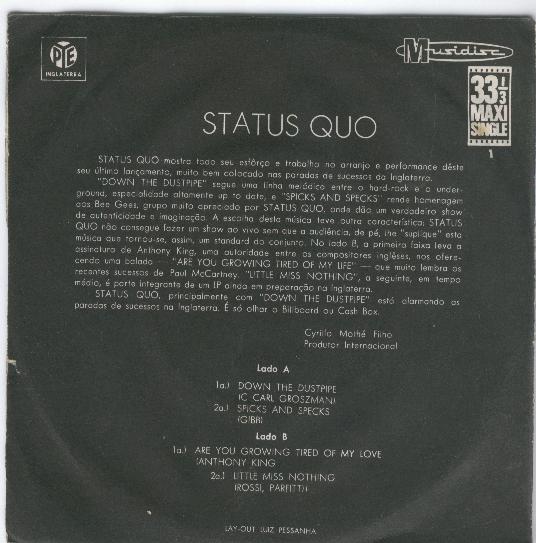 PYE
INGLATERRA
Musidisc
33 1/3
MAXI
SINGLE
1
STATUS QUO
STATUS QUO mostra todo seu esfôrço e trabalho no arranjo e performance dêste
seu último lançamento, muito bem colocado nas paradas de sucessos da Inglaterra.
"DOWN THE DUSTPIPE" segue uma linha melódica entre o hard-rock e o under-
ground, especialidade altamente up to date, e "SPICKS AND SPECKS" rende homenagem
aos Bee Gees, grupo muito apreciado por STATUS QUO, onde dão um verdadeiro show
de autenticidade e imaginação. A escolha desta música teve outra característica: STATUS
QUO não consegue fazer um show ao vivo sem que a audiência, de pé, lhe "suplique" esta
música que tornou-se, assim, um standard do conjunto. No lado B, a primeira faixa leva a
assinatura de Anthony King, uma autoridade entre os compositores inglêses, nos ofere-
cendo uma balada — "ARE YOU GROWING TIRED OF MY LIFE" — que muito lembra os
recentes sucessos de Paul McCartney. "LITTLE MISS NOTHING", a seguinte, em tempo
médio, é parte integrante de um LP ainda em preparação na Inglaterra.
STATUS QUO, principalmente com "DOWN THE DUSTPIPE" está alarmando as
paradas de sucessos na Inglaterra. É só olhar o Billboard ou Cash Box.
Cyrillo Mathé Filho
Produtor Internacional
Lado A
1a.) DOWN THE DUSTPIPE
(C CARL GROSZMAN)
2a.) SPICKS AND SPECKS
(GIBB)
Lado B
1a.) ARE YOU GROWING TIRED OF MY LOVE
(ANTHONY KING
2a.) LITTLE MISS NOTHING
(ROSSI, PARFITT)
LAY-OUT LUIZ PESSANHA